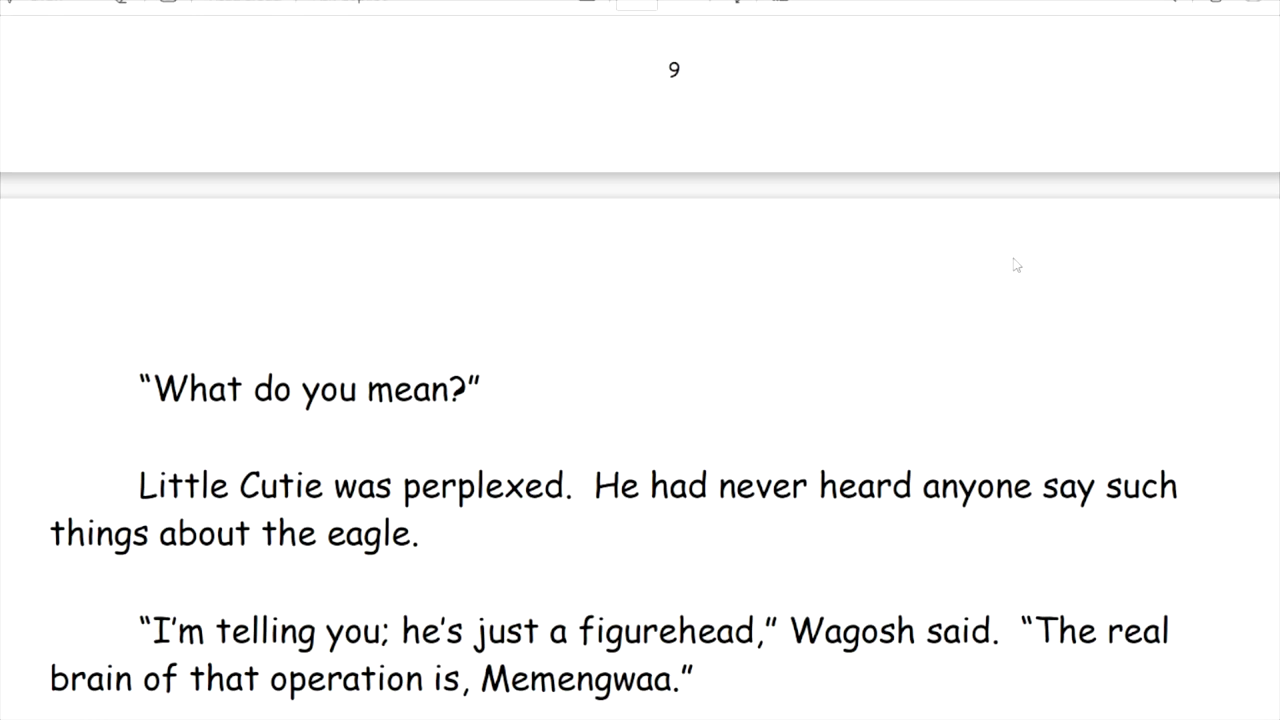 9
“What do you mean?”
Little Cutie was perplexed.  He had never heard anyone say such
things about the eagle.
“I’m telling you; he’s just a figurehead,” Wagosh said.  “The real
brain of that operation is, Memengwaa.”